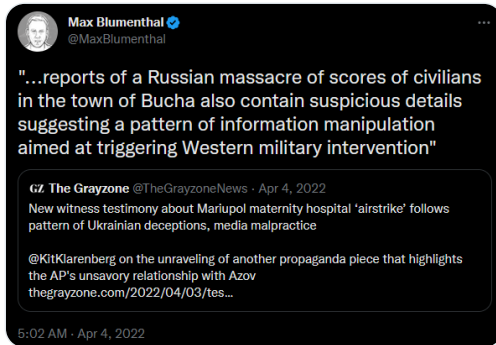 Max Blumenthal
@MaxBlumenthal
"...reports of a Russian massacre of scores of civilians
in the town of Bucha also contain suspicious details
suggesting a pattern of information manipulation
aimed at triggering Western military intervention"
GZ The Grayzone @TheGrayzoneNews · Apr 4, 2022
New witness testimony about Mariupol maternity hospital ‘airstrike’ follows
pattern of Ukrainian deceptions, media malpractice
@KitKlarenberg on the unraveling of another propaganda piece that highlights
the AP's unsavory relationship with Azov
thegrayzone.com/2022/04/03/tes...
5:02 AM · Apr 4, 2022